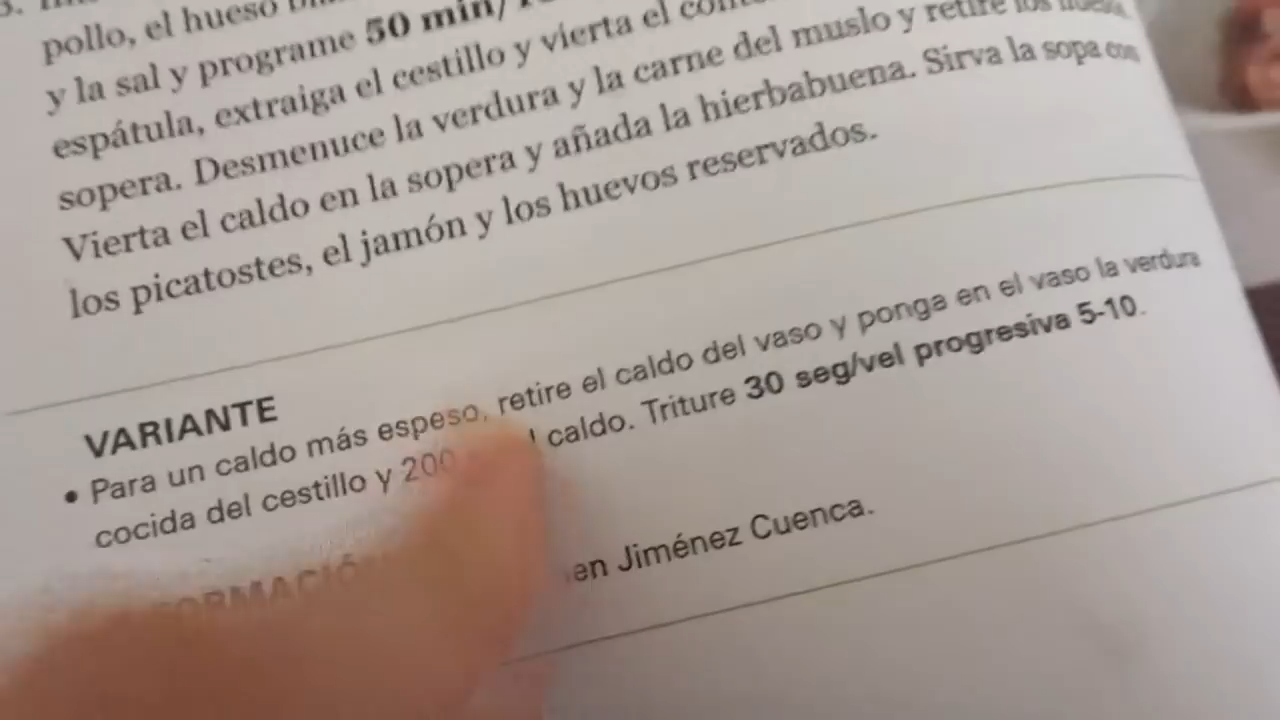 pollo, el hueso
y la sal y programe 50 min/
espátula, extraiga el cestillo y vierta el
sopera. Desmenuce la verdura y la carne del muslo y retire los
Vierta el caldo en la sopera y añada la hierbabuena. Sirva la sopa con
los picatostes, el jamón y los huevos reservados.
VARIANTE
• Para un caldo más espeso, retire el caldo del vaso y ponga en el vaso la verdura
cocida del cestillo y 200 caldo. Triture 30 seg/vel progresiva 5-10.
Jiménez Cuenca.